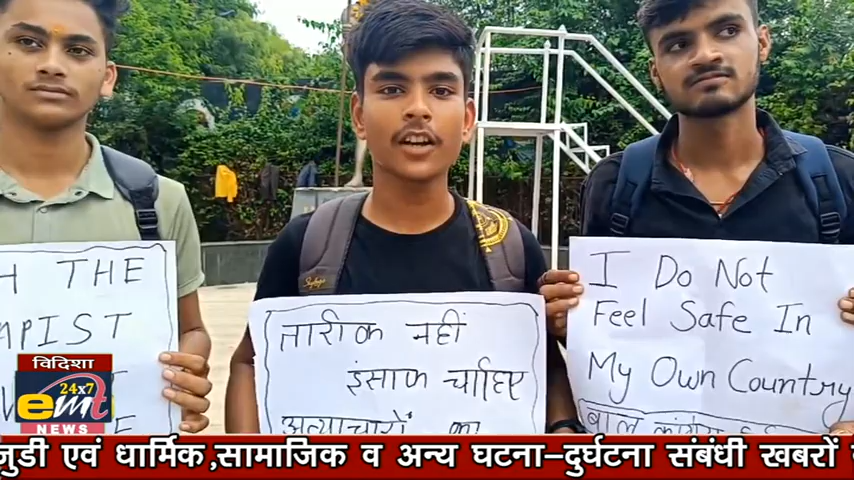 H THE
APIST
तारीक नहीं
इंसाफ चाहिए
अत्याचारों का
I Do Not
Feel Safe In
My Own Country
बाल कांग्रेस
विदिशा
24x7
emt
NEWS
जुडी एवं धार्मिक,सामाजिक व अन्य घटना–दुर्घटना संबंधी खबरों